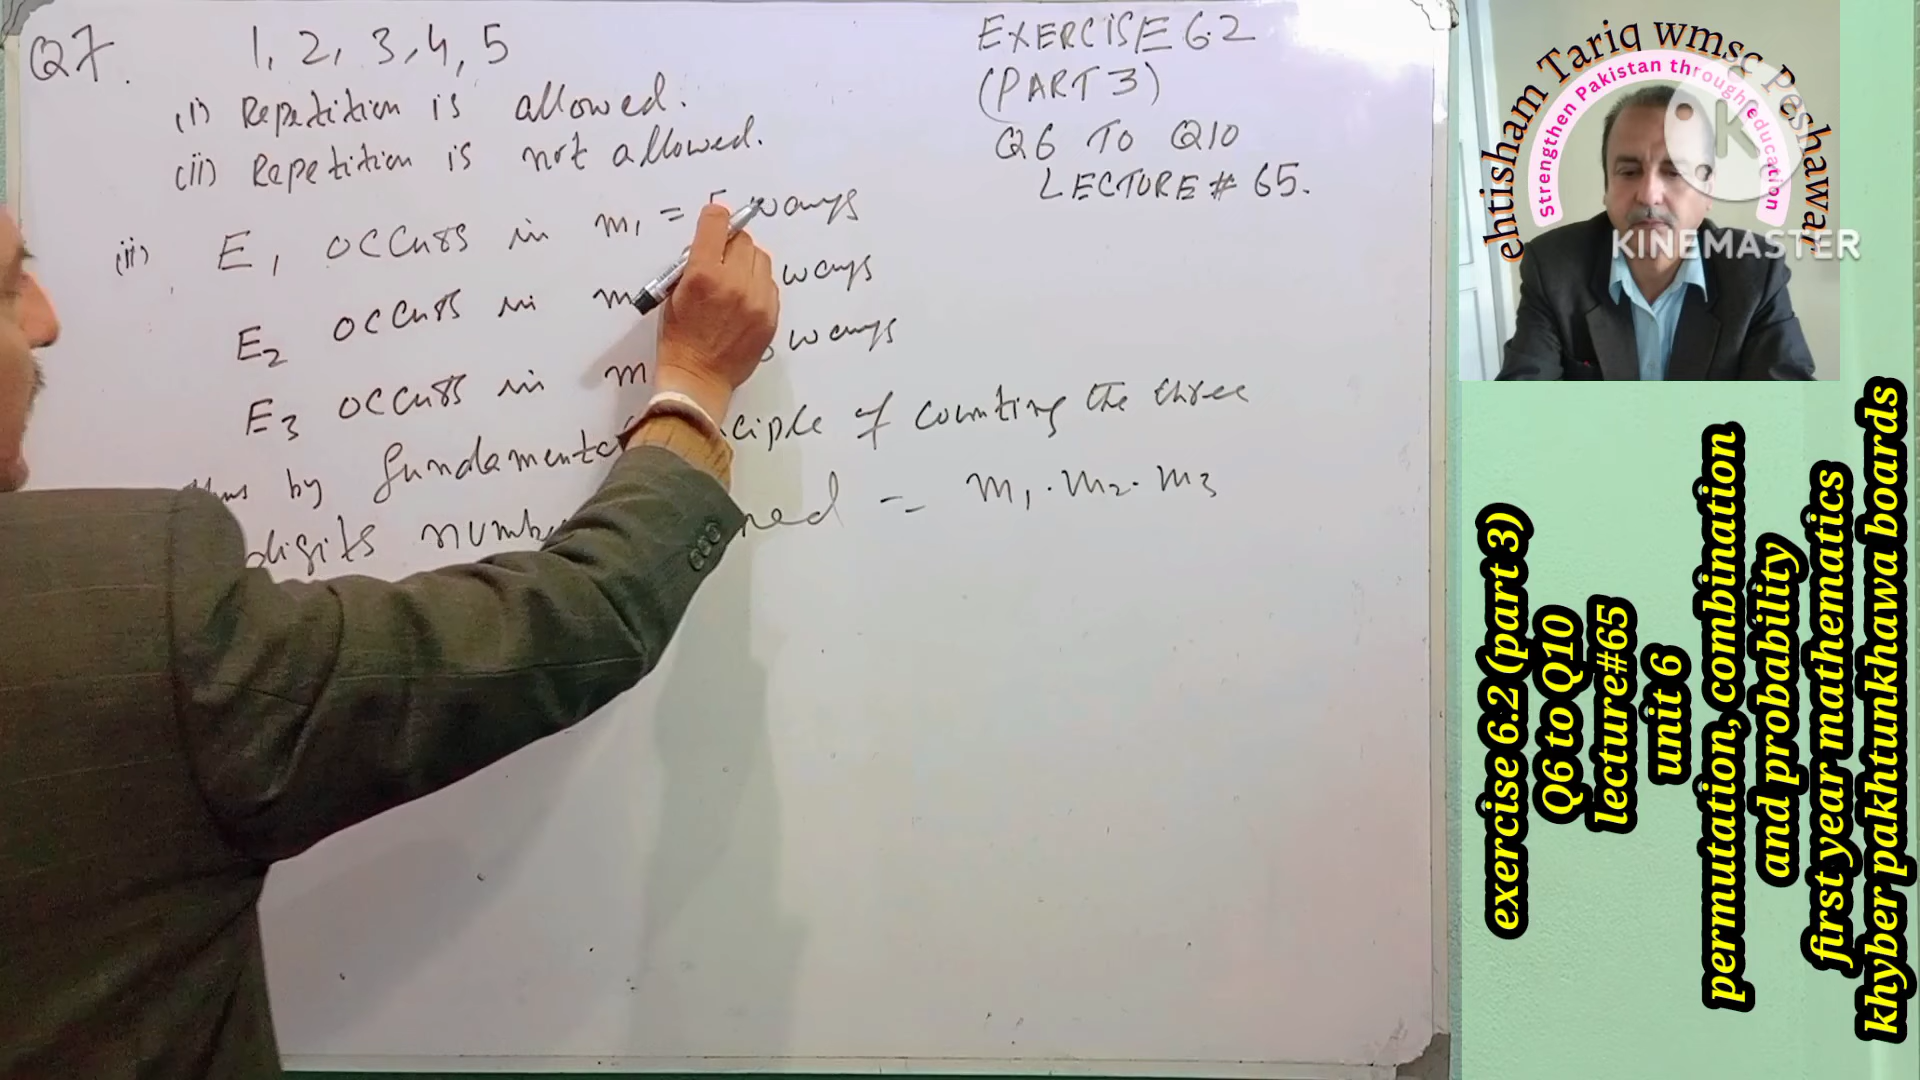 Q7. 1, 2, 3, 4, 5
(i) Repetition is allowed.
(ii) Repetition is not allowed.
(ii) E1 occurs in m1 = 5 ways
E2 occurs in m ways
E3 occurs in m ways
by fundamental of counting the three
digits = m1 . m2 . m3
EXERCISE 6.2
(PART 3)
Q6 TO Q10
LECTURE # 65.
ehtisham Tariq wmsg Peshawar
Strengthen Pakistan through education
K
KINEMASTER
exercise 6.2 (part 3)
Q6 to Q10
lecture#65
unit 6
permutation, combination
and probability
first year mathematics
khyber pakhtunkhawa boards